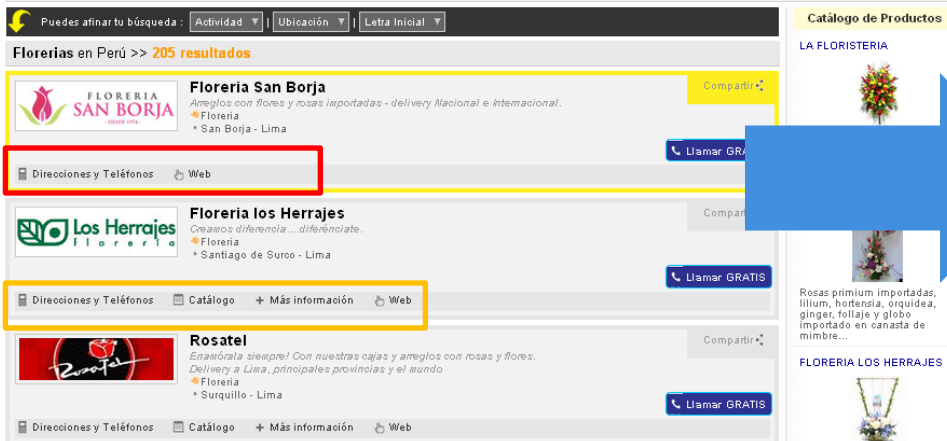 Puedes afinar tu búsqueda : Actividad | Ubicación | Letra Inicial
Florerias en Perú >> 205 resultados
FLORERIA
SAN BORJA
DESDE 1976
Floreria San Borja
Arreglos con flores y rosas importadas - delivery Nacional e Internacional.
Floreria
* San Borja - Lima
Compartir
Llamar
Direcciones y Teléfonos Web
Los Herrajes
Florería
Floreria los Herrajes
Creamos diferencia....diferénciate.
Floreria
* Santiago de Surco - Lima
Llamar GRATIS
Direcciones y Teléfonos Catálogo + Más información Web
Rosatel
Rosatel
Enamórala siempre! Con nuestras cajas y arreglos con rosas y flores.
Delivery a Lima, principales provincias y el mundo
Floreria
* Surquillo - Lima
Compartir
Llamar GRATIS
Direcciones y Teléfonos Catálogo + Más información Web
Catálogo de Productos
LA FLORISTERIA
Rosas primium importadas,
lilium, hortensia, orquidea,
ginger, follaje y globo
importado en canasta de
mimbre...
FLORERIA LOS HERRAJES